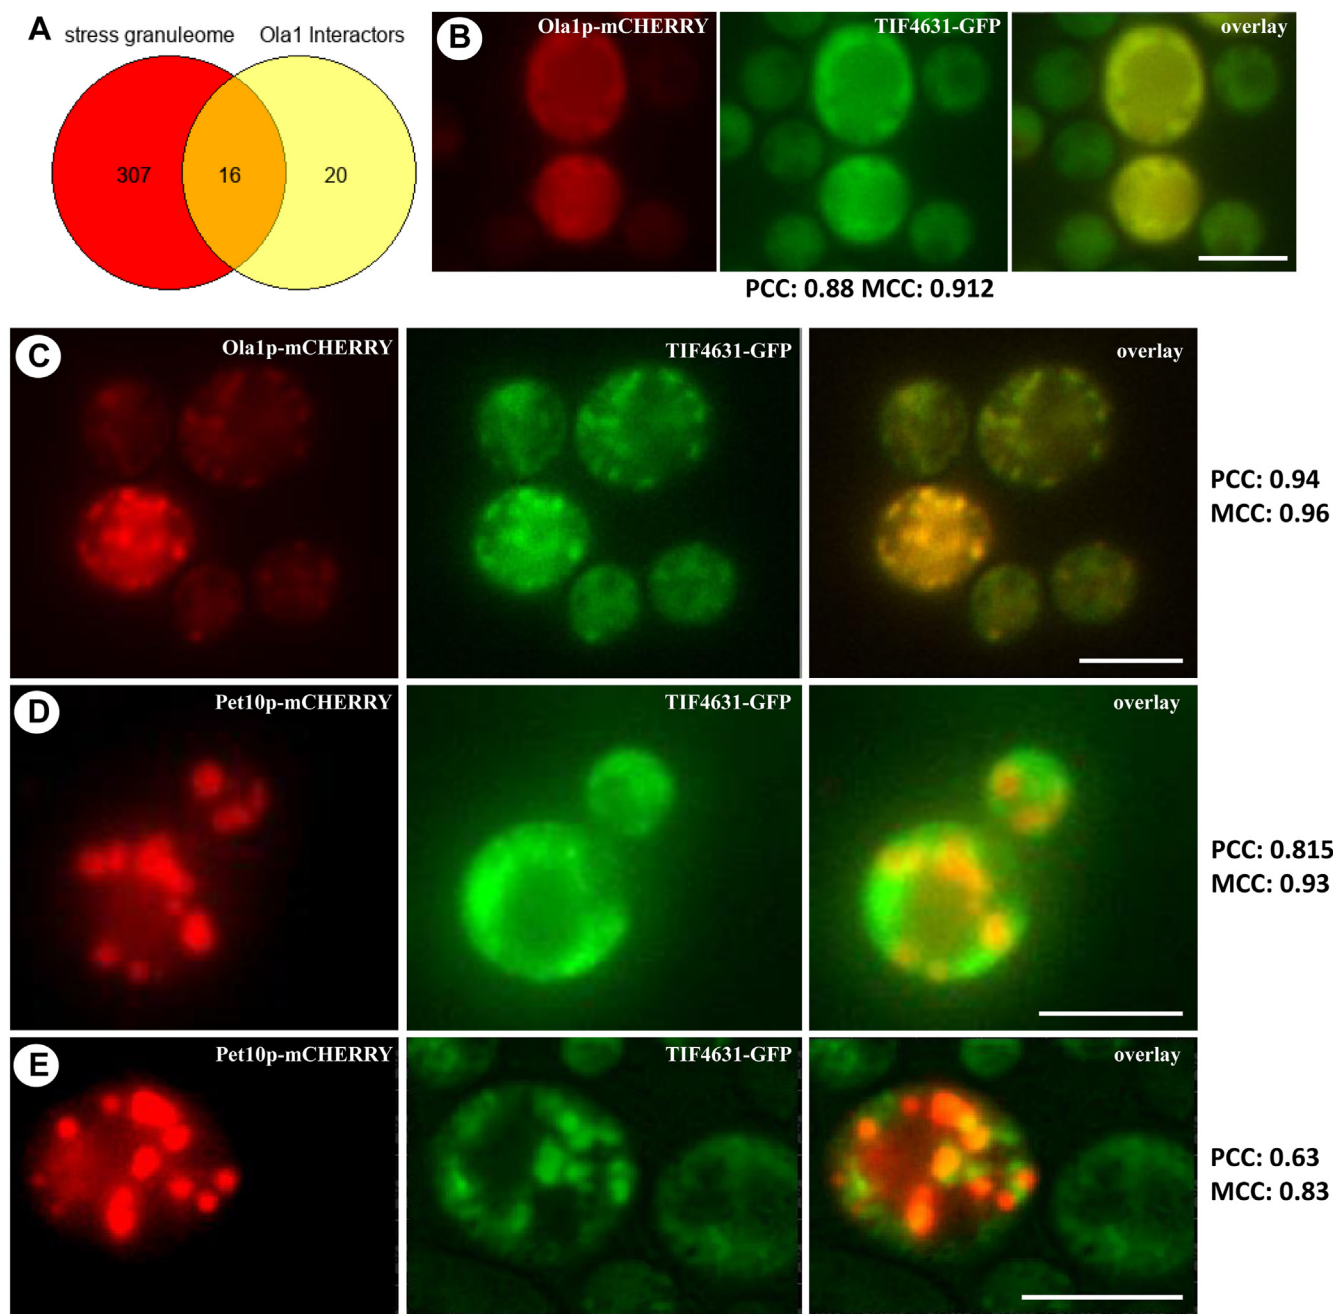 A
stress granuleome
Ola1 Interactors
307
16
20
B
Ola1p-mCHERRY
TIF4631-GFP
overlay
PCC: 0.88 MCC: 0.912
C
Ola1p-mCHERRY
TIF4631-GFP
overlay
PCC: 0.94
MCC: 0.96
D
Pet10p-mCHERRY
TIF4631-GFP
overlay
PCC: 0.815
MCC: 0.93
E
Pet10p-mCHERRY
TIF4631-GFP
overlay
PCC: 0.63
MCC: 0.83